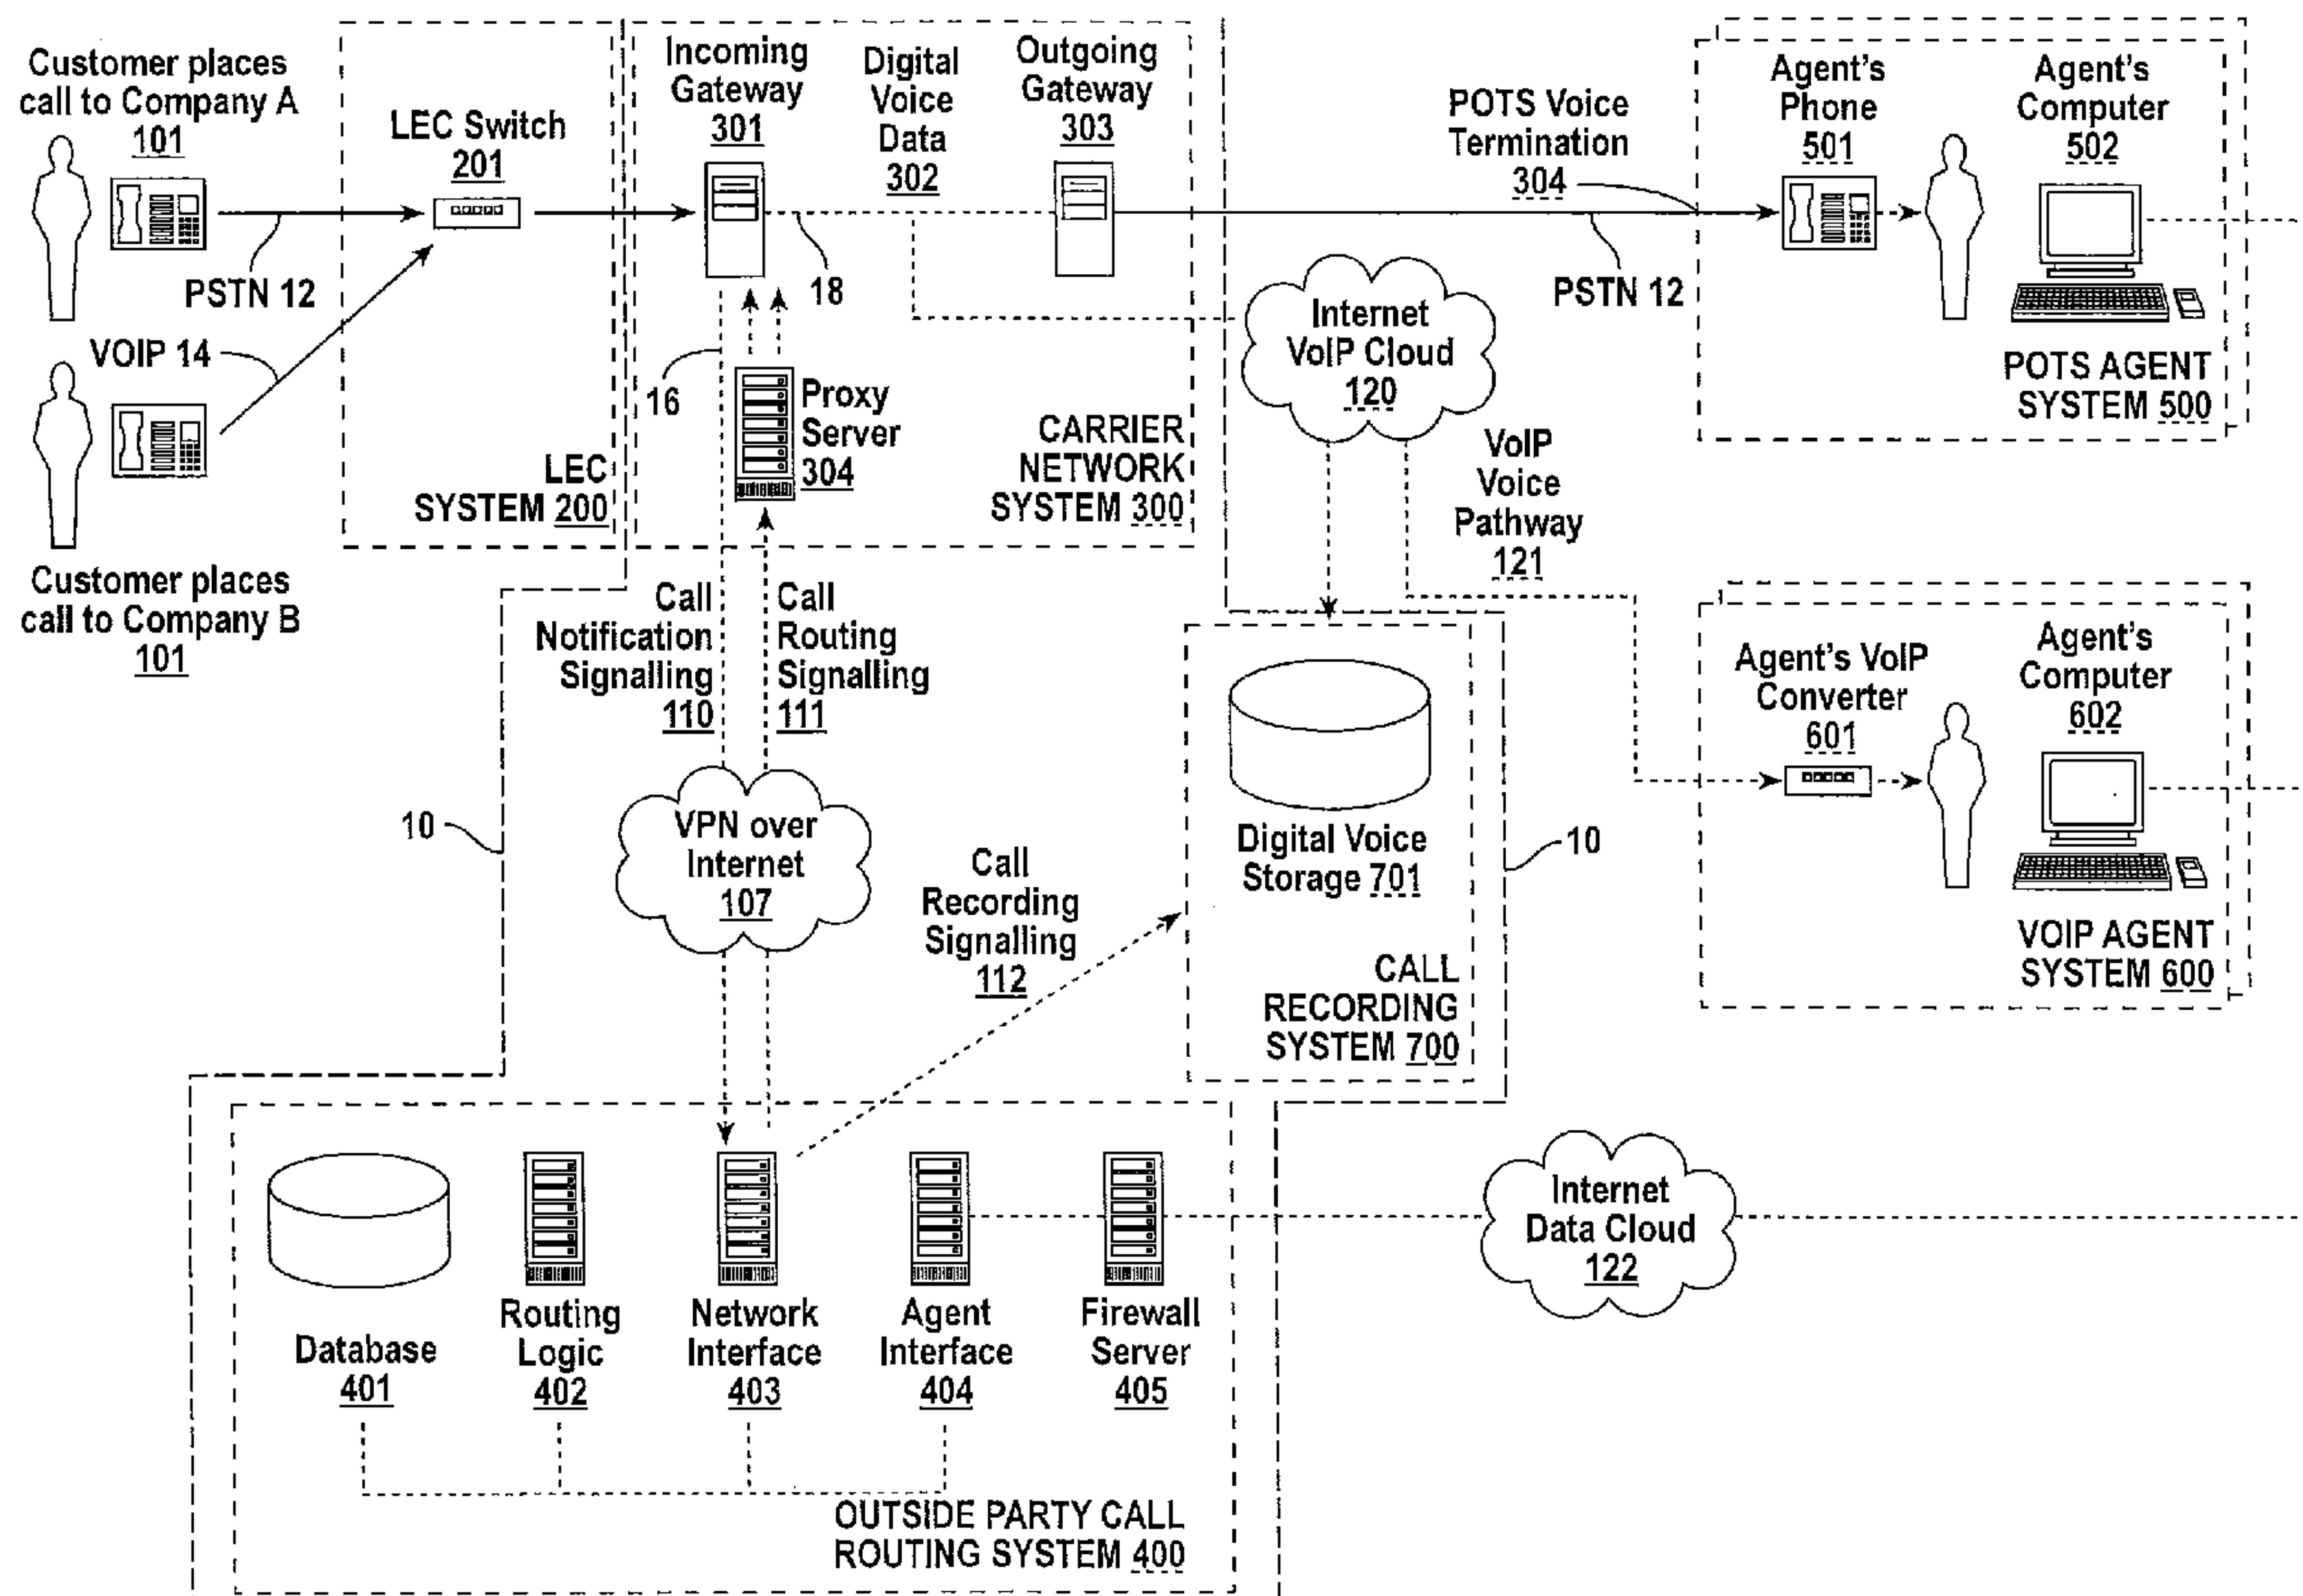 Customer places
call to Company A
101
PSTN 12
VOIP 14
Customer places
call to Company B
101
LEC Switch
201
LEC
SYSTEM 200
Incoming
Gateway
301
Digital
Voice
Data
302
Outgoing
Gateway
303
18
16
Proxy
Server
304
CARRIER
NETWORK
SYSTEM 300
POTS Voice
Termination
304
PSTN 12
Agent's
Phone
501
Agent's
Computer
502
POTS AGENT
SYSTEM 500
Internet
VoIP Cloud
120
VoIP
Voice
Pathway
121
Call
Notification
Signalling
110
Call
Routing
Signalling
111
VPN over
Internet
107
10
Call
Recording
Signalling
112
Digital Voice
Storage 701
CALL
RECORDING
SYSTEM 700
10
Agent's VoIP
Converter
601
Agent's
Computer
602
VOIP AGENT
SYSTEM 600
Database
401
Routing
Logic
402
Network
Interface
403
Agent
Interface
404
Firewall
Server
405
Internet
Data Cloud
122
OUTSIDE PARTY CALL
ROUTING SYSTEM 400